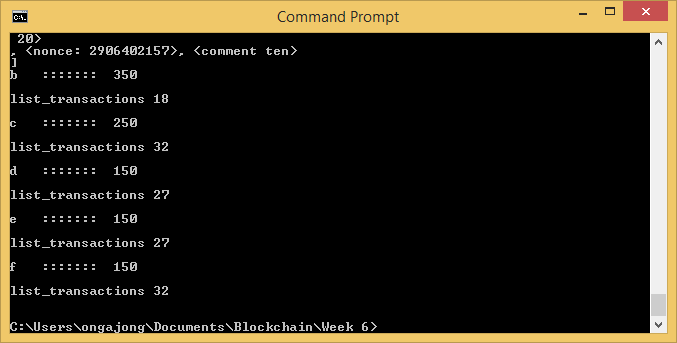 Command Prompt
C:\.
20>
, <nonce: 2906402157>, <comment ten>
]
b ::::::: 350
list_transactions 18
c ::::::: 250
list_transactions 32
d ::::::: 150
list_transactions 27
e ::::::: 150
list_transactions 27
f ::::::: 150
list_transactions 32
C:\Users\ongajong\Documents\Blockchain\Week 6>